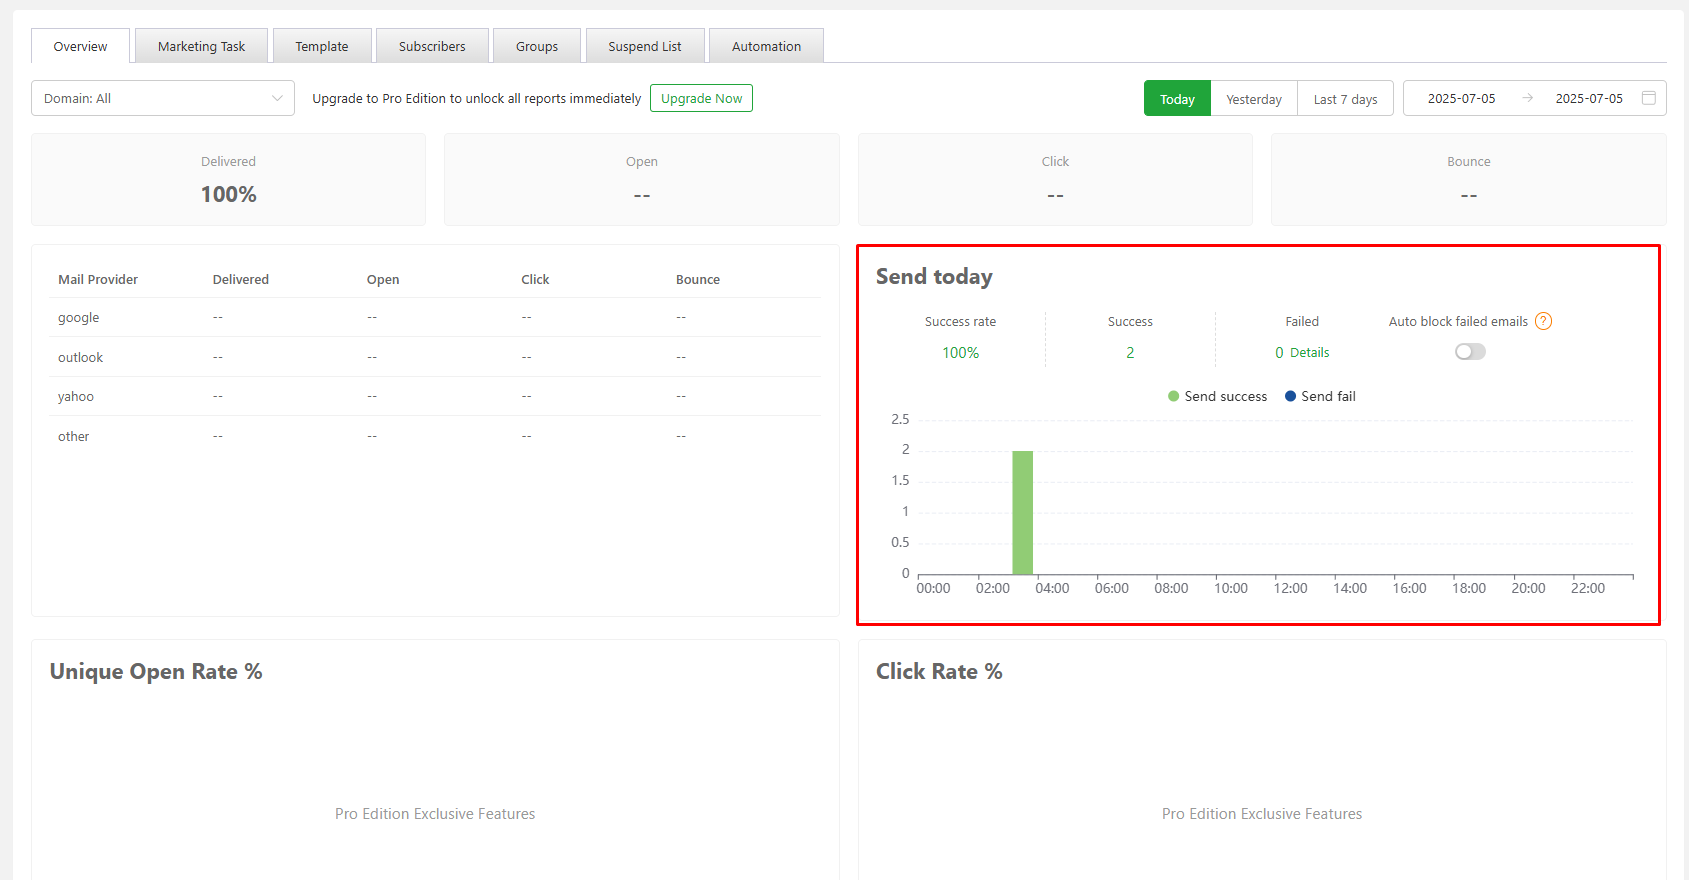 Overview Marketing Task Template Subscribers Groups Suspend List Automation
Domain: All Upgrade to Pro Edition to unlock all reports immediately Upgrade Now Today Yesterday Last 7 days 2025-07-05 → 2025-07-05
Delivered Open Click Bounce
100% -- -- --
Mail Provider Delivered Open Click Bounce
google -- -- -- --
outlook -- -- -- --
yahoo -- -- -- --
other -- -- -- --
Send today
Success rate Success Failed Auto block failed emails ?
100% 2 0 Details
Send success Send fail
2.5
2
1.5
1
0.5
0
00:00 02:00 04:00 06:00 08:00 10:00 12:00 14:00 16:00 18:00 20:00 22:00
Unique Open Rate %
Pro Edition Exclusive Features
Click Rate %
Pro Edition Exclusive Features